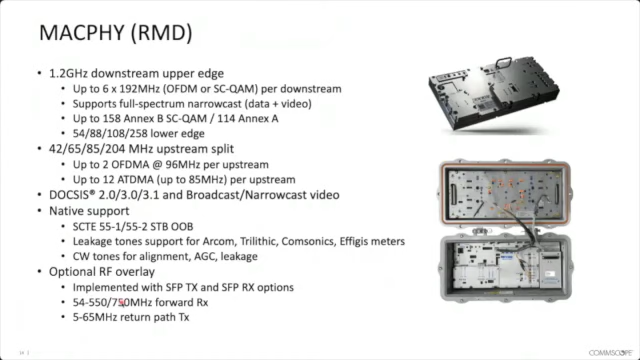 MACPHY (RMD)
• 1.2GHz downstream upper edge
• Up to 6 x 192MHz (OFDM or SC-QAM) per downstream
• Supports full-spectrum narrowcast (data + video)
• Up to 158 Annex B SC-QAM / 114 Annex A
• 54/88/108/258 lower edge
• 42/65/85/204 MHz upstream split
• Up to 2 OFDMA @ 96MHz per upstream
• Up to 12 ATDMA (up to 85MHz) per upstream
• DOCSIS® 2.0/3.0/3.1 and Broadcast/Narrowcast video
• Native support
• SCTE 55-1/55-2 STB OOB
• Leakage tones support for Arcom, Trilithic, Comsonics, Effigis meters
• CW tones for alignment, AGC, leakage
• Optional RF overlay
• Implemented with SFP TX and SFP RX options
• 54-550/750MHz forward Rx
• 5-65MHz return path Tx
14 |
COMMSCOPE